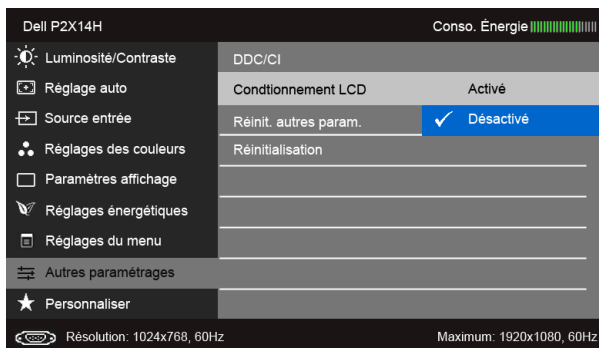 Dell P2X14H Conso. Énergie
Luminosité/Contraste DDC/CI
Réglage auto Condtionnement LCD Activé
Source entrée Réinit. autres param. Désactivé
Réglages des couleurs Réinitialisation
Paramètres affichage
Réglages énergétiques
Réglages du menu
Autres paramétrages
Personnaliser
Résolution: 1024x768, 60Hz Maximum: 1920x1080, 60Hz